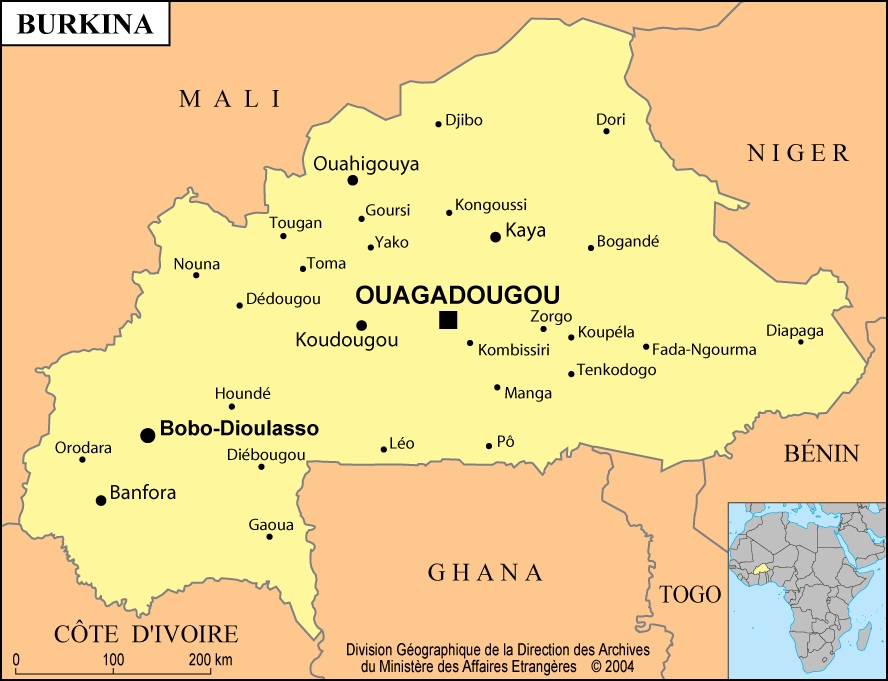 BURKINA
MALI
Djibo
Dori
NIGER
Ouahigouya
Goursi
Kongoussi
Tougan
Kaya
Yako
Bogandé
Nouna
Toma
Dédougou
OUAGADOUGOU
Zorgo
Koudougou
Koupéla
Diapaga
Kombissiri
Fada-Ngourma
Tenkodogo
Houndé
Manga
Bobo-Dioulasso
Orodara
Diébougou
Léo
Pô
BÉNIN
Banfora
Gaoua
GHANA
TOGO
CÔTE D'IVOIRE
0 100 200 km
Division Géographique de la Direction des Archives
du Ministère des Affaires Etrangères © 2004